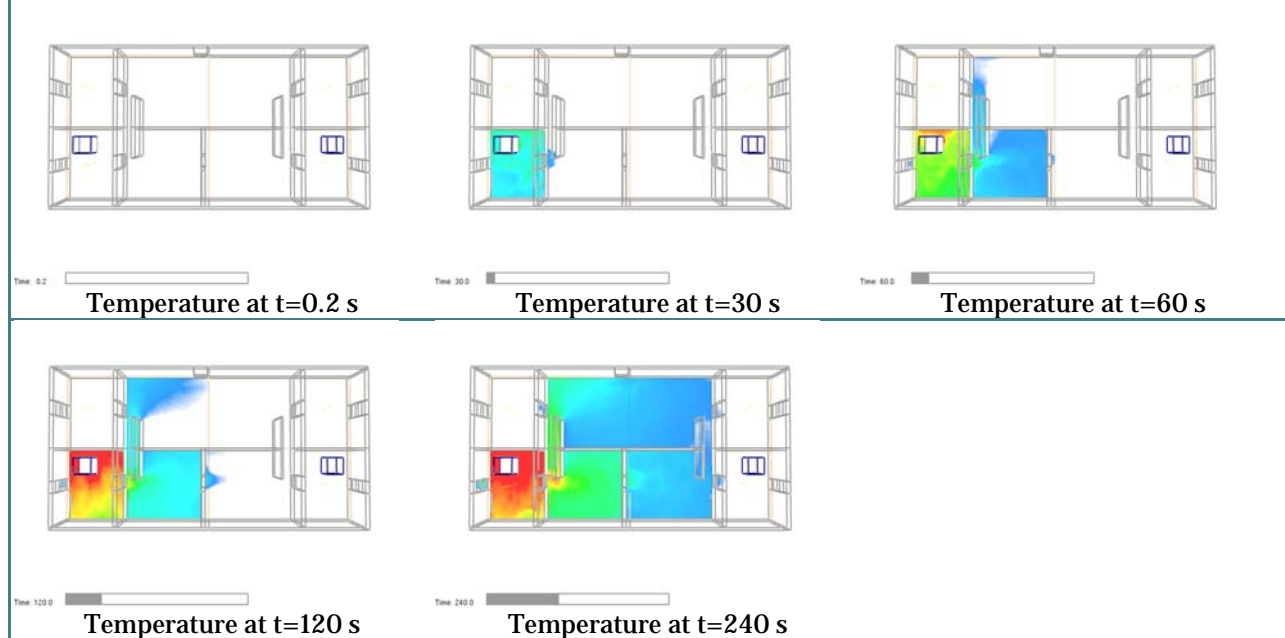 Time: 0.2
Temperature at t=0.2 s
Time: 30.0
Temperature at t=30 s
Time: 60.0
Temperature at t=60 s
Time: 120.0
Temperature at t=120 s
Time: 240.0
Temperature at t=240 s